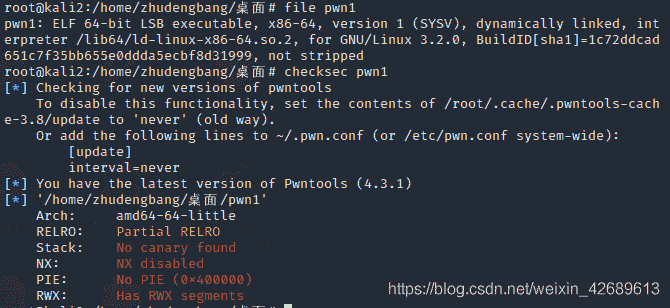 root@kali2:/home/zhudengbang/桌面# file pwn1
pwn1: ELF 64-bit LSB executable, x86-64, version 1 (SYSV), dynamically linked, int
erpreter /lib64/ld-linux-x86-64.so.2, for GNU/Linux 3.2.0, BuildID[sha1]=1c72ddcad
651c7f35bb655e0ddda5ecbf8d31999, not stripped
root@kali2:/home/zhudengbang/桌面# checksec pwn1
[*] Checking for new versions of pwntools
To disable this functionality, set the contents of /root/.cache/.pwntools-cach
e-3.8/update to 'never' (old way).
Or add the following lines to ~/.pwn.conf (or /etc/pwn.conf system-wide):
[update]
interval=never
[*] You have the latest version of Pwntools (4.3.1)
[*] '/home/zhudengbang/桌面/pwn1'
Arch: amd64-64-little
RELRO: Partial RELRO
Stack: No canary found
NX: NX disabled
PIE: No PIE (0×400000)
RWX: Has RWX segments
https://blog.csdn.net/weixin_42689613